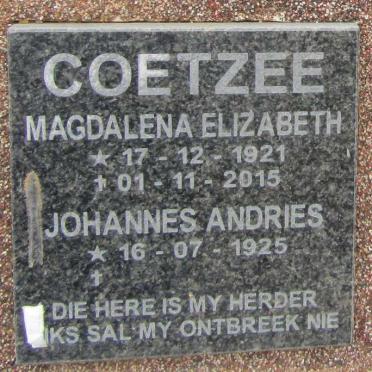 COETZEE
MAGDALENA ELIZABETH
★ 17 - 12 - 1921
✝ 01 - 11 - 2015
JOHANNES ANDRIES
★ 16 - 07 - 1925
✝
DIE HERE IS MY HERDER
IKS SAL MY ONTBREEK NIE